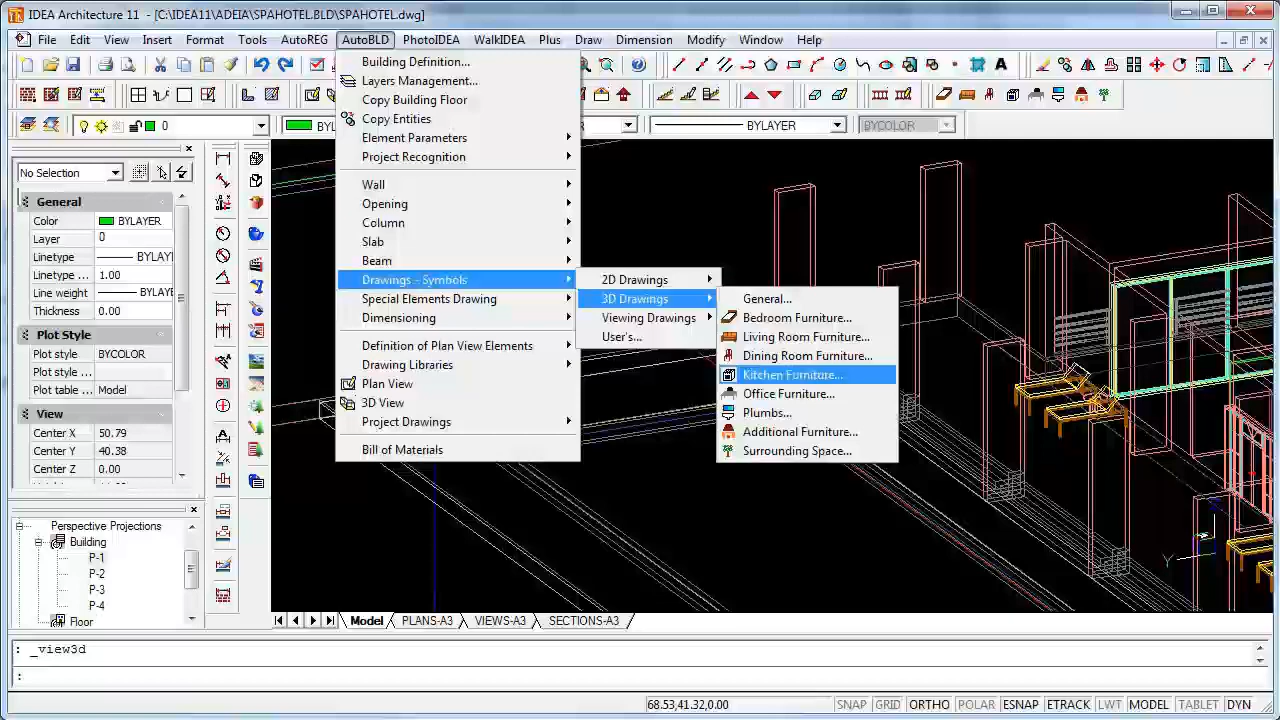 IDEA Architecture 11 - [C:\IDEA11\ADEIA\SPAHOTEL.BLD\SPAHOTEL.dwg]
File Edit View Insert Format Tools AutoREG AutoBLD PhotoIDEA WalkIDEA Plus Draw Dimension Modify Window Help
Building Definition...
Layers Management...
Copy Building Floor
Copy Entities
Element Parameters
Project Recognition
Wall
Opening
Column
Slab
Beam
Drawings - Symbols
Special Elements Drawing
Dimensioning
Definition of Plan View Elements
Drawing Libraries
Plan View
3D View
Project Drawings
Bill of Materials
2D Drawings
3D Drawings
Viewing Drawings
User's...
General...
Bedroom Furniture...
Living Room Furniture...
Dining Room Furniture...
Kitchen Furniture...
Office Furniture...
Plumbs...
Additional Furniture...
Surrounding Space...
0
BYL
BYLAYER
BYCOLOR
No Selection
General
Color BYLAYER
Layer 0
Linetype BYLAY
Linetype ... 1.00
Line weight BYLAYE
Thickness 0.00
Plot Style
Plot style BYCOLOR
Plot style ...
Plot table... Model
View
Center X 50.79
Center Y 40.38
Center Z 0.00
Perspective Projections
Building
P-1
P-2
P-3
P-4
Floor
Y
Model PLANS-A3 VIEWS-A3 SECTIONS-A3
: _view3d
:
68.53,41.32,0.00 SNAP GRID ORTHO POLAR ESNAP ETRACK LWT MODEL TABLET DYN